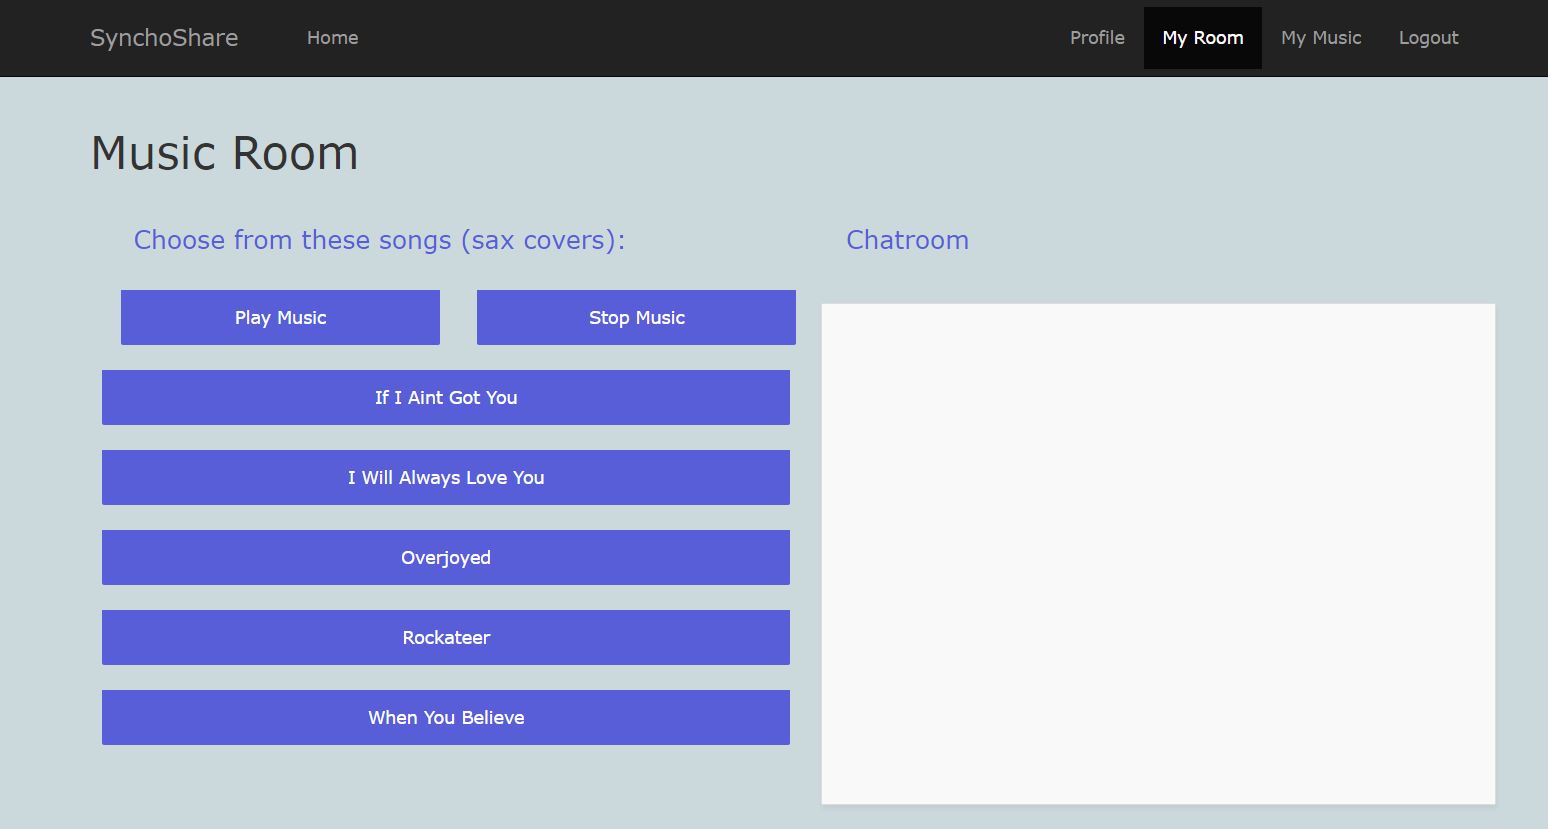 SynchoShare Home Profile My Room My Music Logout
Music Room
Choose from these songs (sax covers):
Play Music Stop Music
If I Aint Got You
I Will Always Love You
Overjoyed
Rockateer
When You Believe
Chatroom